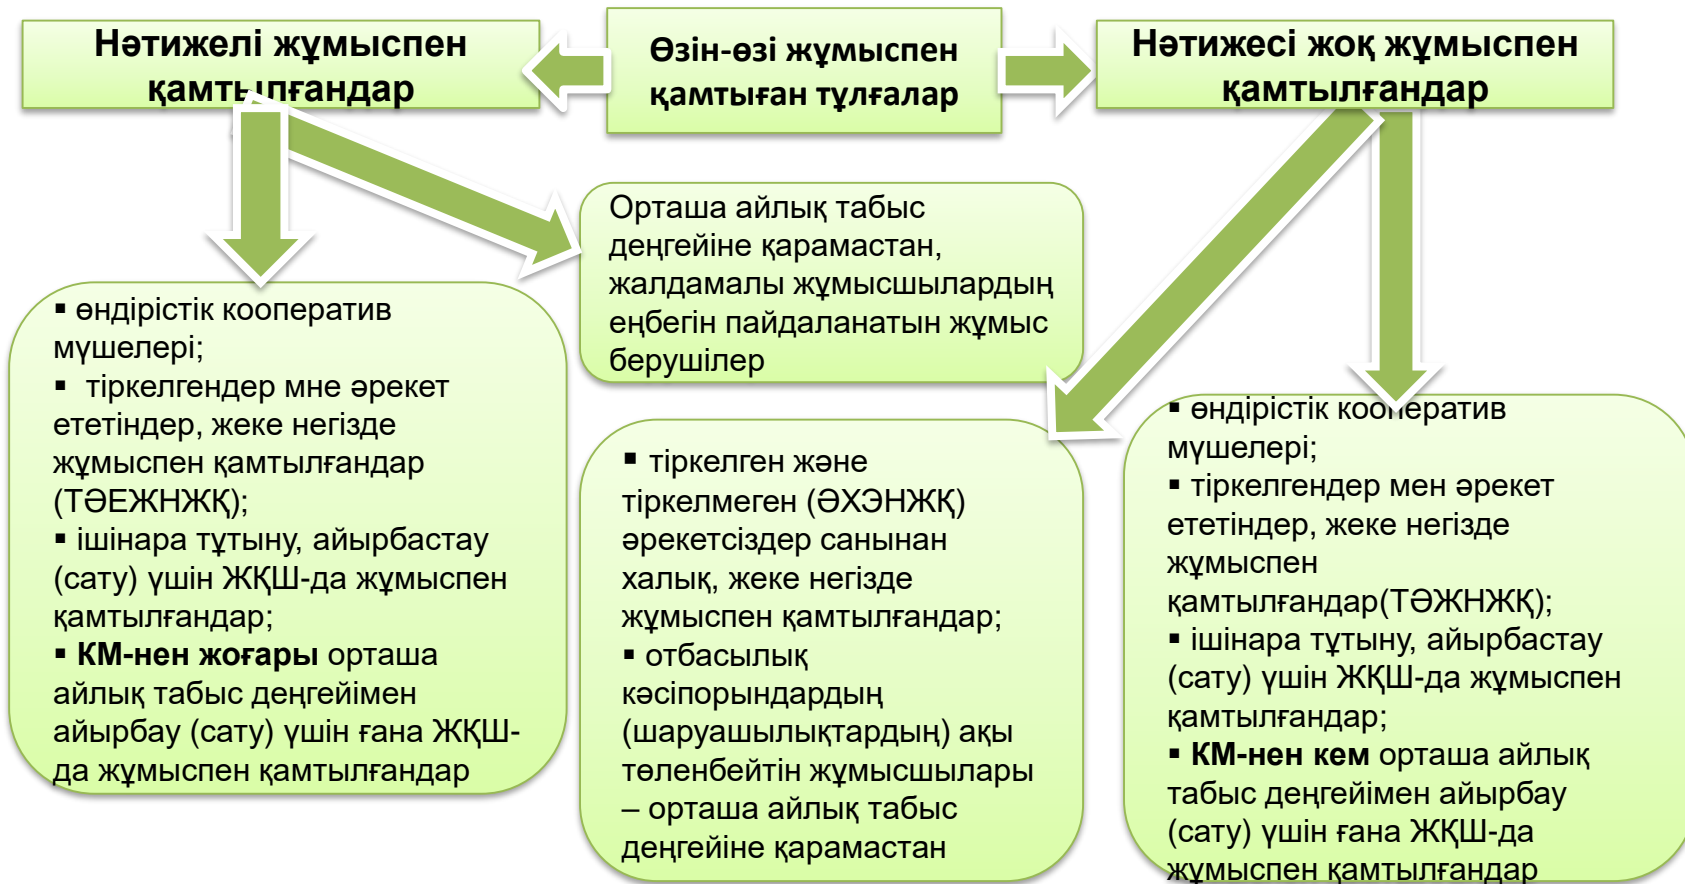 Нәтижелі жұмыспен
қамтылғандар
Өзін-өзі жұмыспен
қамтыған тұлғалар
Нәтижесі жоқ жұмыспен
қамтылғандар
Орташа айлық табыс
деңгейіне қарамастан,
жалдамалы жұмысшылардың
еңбегін пайдаланатын жұмыс
берушілер
▪ өндірістік кооператив
мүшелері;
▪ тіркелгендер мне әрекет
ететіндер, жеке негізде
жұмыспен қамтылғандар
(ТӘЕЖНЖҚ);
▪ ішінара тұтыну, айырбастау
(сату) үшін ЖҚШ-да жұмыспен
қамтылғандар;
▪ КМ-нен жоғары орташа
айлық табыс деңгейімен
айырбау (сату) үшін ғана ЖҚШ-
да жұмыспен қамтылғандар
▪ тіркелген және
тіркелмеген (ӘХЭНЖҚ)
әрекетсіздер санынан
халық, жеке негізде
жұмыспен қамтылғандар;
▪ отбасылық
кәсіпорындардың
(шаруашылықтардың) ақы
төленбейтін жұмысшылары
– орташа айлық табыс
деңгейіне қарамастан
▪ өндірістік кооператив
мүшелері;
▪ тіркелгендер мен әрекет
ететіндер, жеке негізде
жұмыспен
қамтылғандар(ТӘЖНЖҚ);
▪ ішінара тұтыну, айырбастау
(сату) үшін ЖҚШ-да жұмыспен
қамтылғандар;
▪ КМ-нен кем орташа айлық
табыс деңгейімен айырбау
(сату) үшін ғана ЖҚШ-да
жұмыспен қамтылғандар